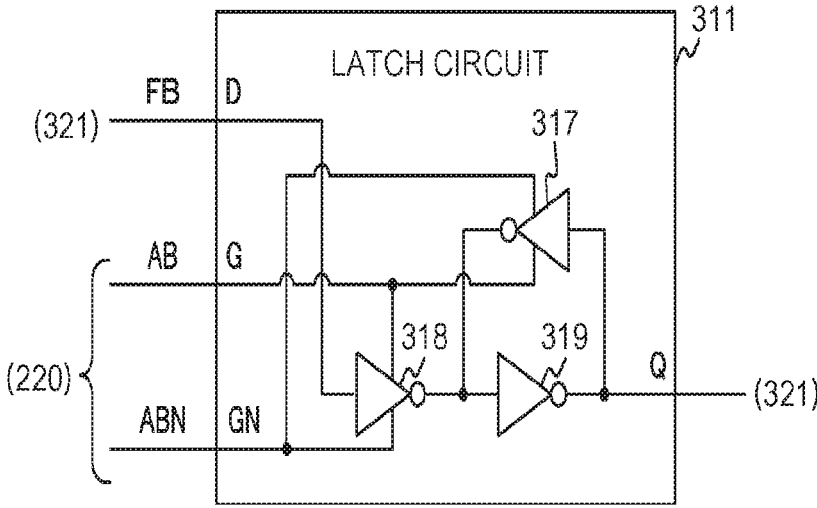 311
LATCH CIRCUIT
FB D
(321)
317
AB G
318 319
(220)
Q
(321)
ABN GN